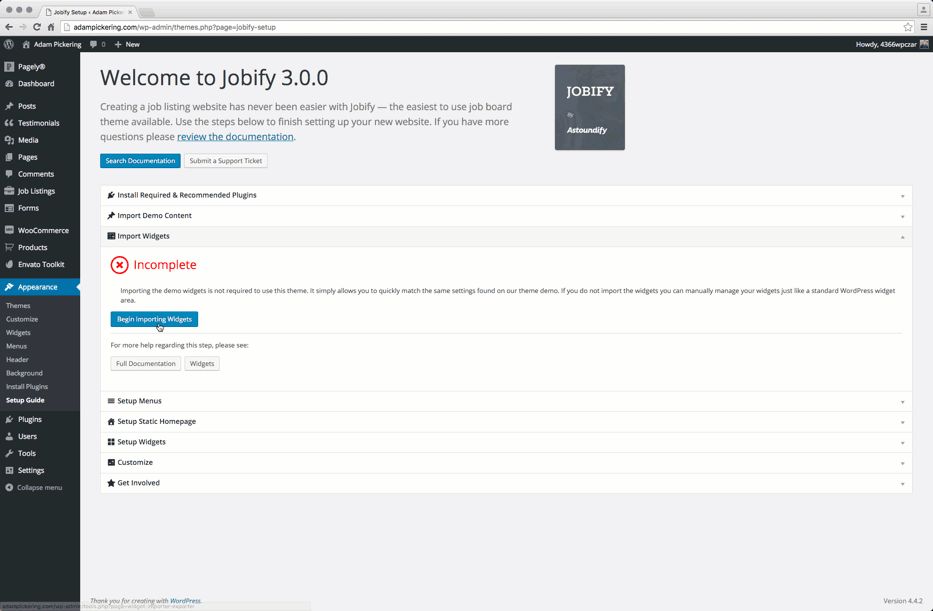 Jobify Setup ‹ Adam Picke
adampickering.com/wp-admin/themes.php?page=jobify-setup
Adam Pickering 0 + New
Howdy, 4366wpczar
Pagely®
Dashboard
Posts
Testimonials
Media
Pages
Comments
Job Listings
Forms
WooCommerce
Products
Envato Toolkit
Appearance
Themes
Customize
Widgets
Menus
Header
Background
Install Plugins
Setup Guide
Plugins
Users
Tools
Settings
Collapse menu
Welcome to Jobify 3.0.0
Creating a job listing website has never been easier with Jobify — the easiest to use job board
theme available. Use the steps below to finish setting up your new website. If you have more
questions please review the documentation.
Search Documentation
Submit a Support Ticket
JOBIFY
By
Astoundify
Install Required & Recommended Plugins
Import Demo Content
Import Widgets
Incomplete
Importing the demo widgets is not required to use this theme. It simply allows you to quickly match the same settings found on our theme demo. If you do not import the widgets you can manually manage your widgets just like a standard WordPress widget
area.
Begin Importing Widgets
For more help regarding this step, please see:
Full Documentation
Widgets
Setup Menus
Setup Static Homepage
Setup Widgets
Customize
Get Involved
Thank you for creating with WordPress.
Version 4.4.2